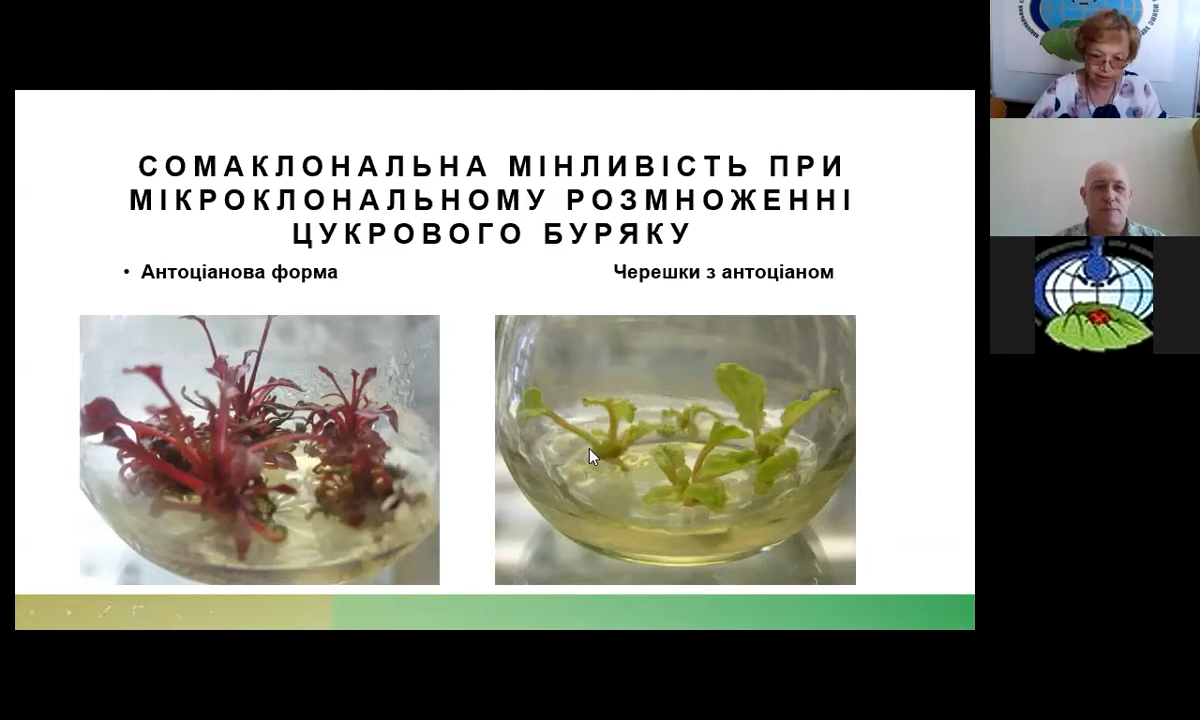 СОМАКЛОНАЛЬНА МІНЛИВІСТЬ ПРИ
МІКРОКЛОНАЛЬНОМУ РОЗМНОЖЕННІ
ЦУКРОВОГО БУРЯКУ
• Антоціанова форма
Черешки з антоціаном